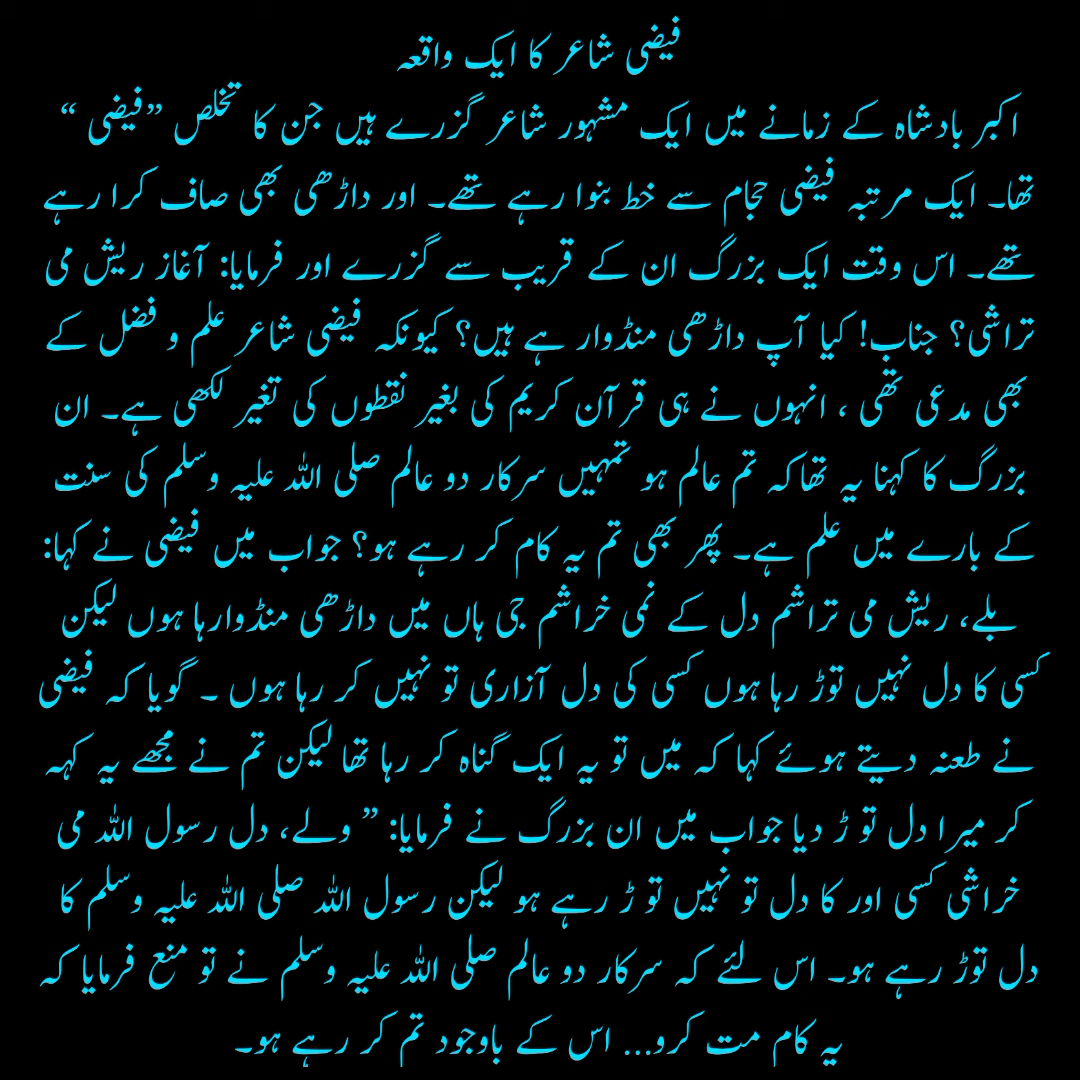 فیضی شاعر کا ایک واقعہ
اکبر بادشاہ کے زمانے میں ایک مشہور شاعر گزرے ہیں جن کا تخلص ”فیضی “
تھا۔ ایک مرتبہ فیضی حجام سے خط بنوا رہے تھے۔ اور داڑھی بھی صاف کرا رہے
تھے۔ اس وقت ایک بزرگ ان کے قریب سے گزرے اور فرمایا: آغاز ریش می
تراشی؟ جناب! کیا آپ داڑھی منڈوار ہے ہیں؟ کیونکہ فیضی شاعر علم و فضل کے
بھی مدعی تھی ، انہوں نے ہی قرآن کریم کی بغیر نقطوں کی تغیر لکھی ہے۔ ان
بزرگ کا کہنا یہ تھاکہ تم عالم ہو تمہیں سرکار دو عالم صلی اللہ علیہ وسلم کی سنت
کے بارے میں علم ہے۔ پھر بھی تم یہ کام کر رہے ہو؟ جواب میں فیضی نے کہا:
بلے، ریش می تراشم دل کے نمی خراشم جی ہاں میں داڑھی منڈوارہا ہوں لیکن
کسی کا دل نہیں توڑ رہا ہوں کسی کی دل آزاری تو نہیں کر رہا ہوں ۔ گویا کہ فیضی
نے طعنہ دیتے ہوئے کہا کہ میں تو یہ ایک گناہ کر رہا تھا لیکن تم نے مجھے یہ کہہ
کر میرا دل تو ڑ دیا جواب میں ان بزرگ نے فرمایا: ” ولے، دل رسول اللہ می
خراشی کسی اور کا دل تو نہیں تو ڑ رہے ہو لیکن رسول اللہ صلی اللہ علیہ وسلم کا
دل توڑ رہے ہو۔ اس لئے کہ سرکار دو عالم صلی اللہ علیہ وسلم نے تو منع فرمایا کہ
یہ کام مت کرو... اس کے باوجود تم کر رہے ہو۔